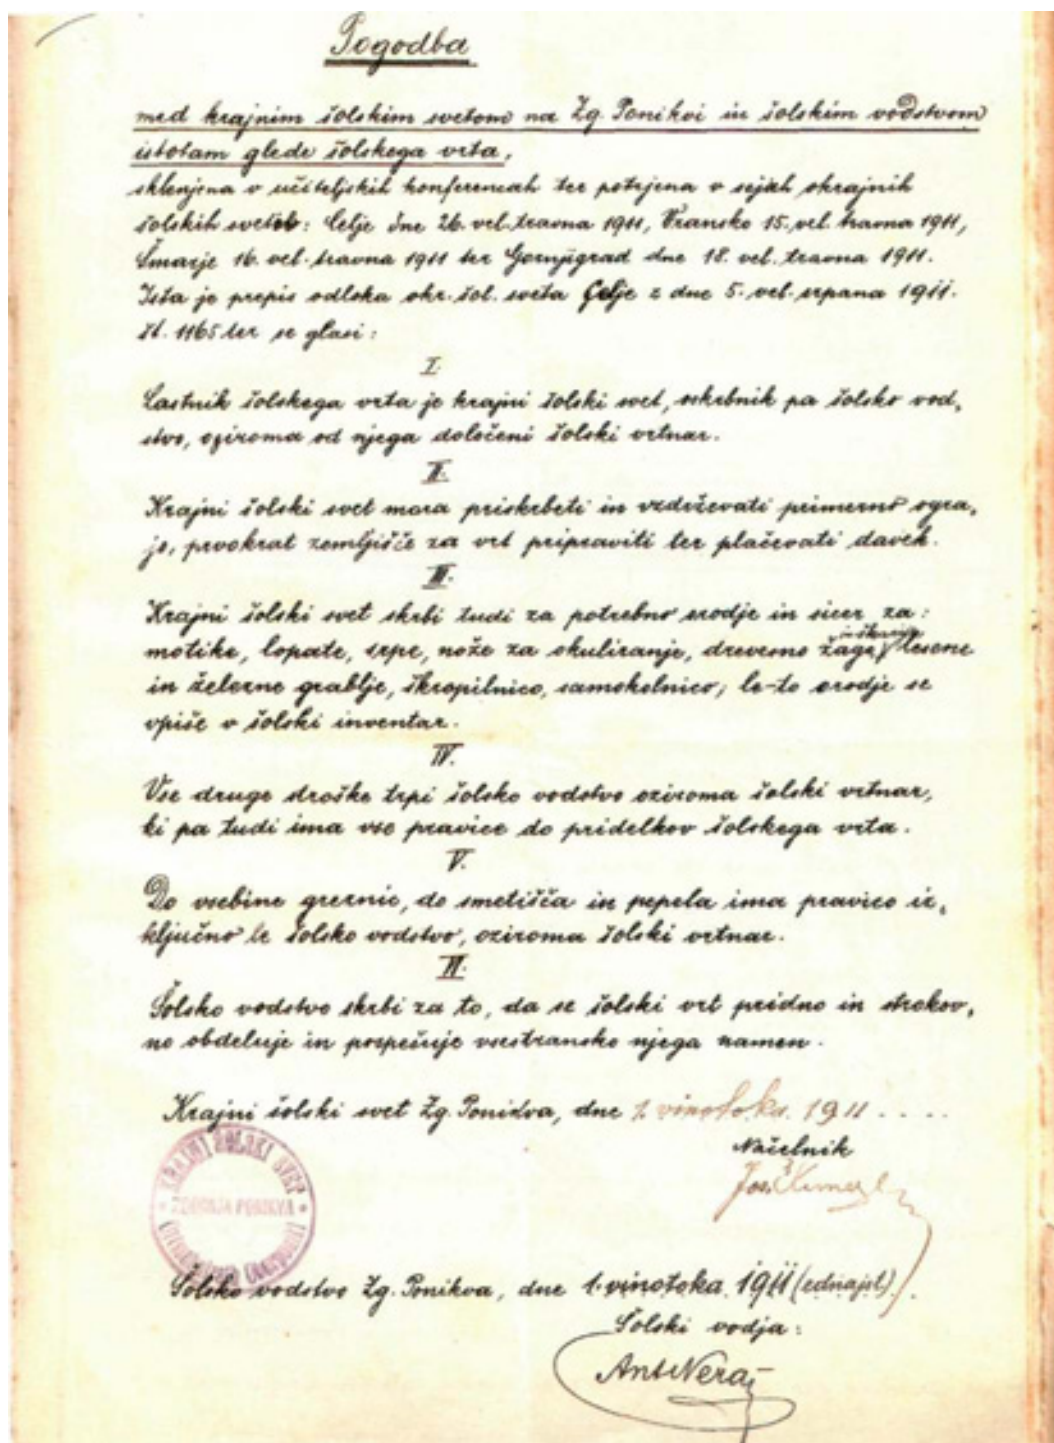 Pogodba
med krajnim šolskim svetom na Zg. Ponikvi in šolskim vodstvom
istotam glede šolskega vrta,
sklenjena v učiteljskih konferencah ter potrjena v sejah okrajnih
šolskih svetov: Celje dne 26. vel. travna 1911, Vransko 15. vel. travna 1911,
Šmarje 16. vel. travna 1911 ter Gornjigrad dne 18. vel. travna 1911.
Ista je prepis odloka okr. šol. sveta Celje z dne 5. vel. srpana 1911.
št. 1165 ter se glasi:
I.
Lastnik šolskega vrta je krajni šolski svet, oskrbnik pa šolsko vod-
stvo, oziroma od njega določeni šolski vrtnar.
II.
Krajni šolski svet mora priskrbeti in vzdrževati primerno ogra-
jo, prvokrat zemljišče za vrt pripraviti ter plačevati davek.
III.
Krajni šolski svet skrbi tudi za potrebno orodje in sicer za:
motike, lopate, srpe, nože za okuliranje, drevesno žago, lesene
in železne grablje, škropilnico, samokolnico; le-to orodje se
vpiše v šolski inventar.
IV.
Vse druge stroške trpi šolsko vodstvo oziroma šolski vrtnar,
ki pa tudi ima vse pravice do pridelkov šolskega vrta.
V.
Do vsebine greznic, do smetišča in pepela ima pravico iz-
ključno le šolsko vodstvo, oziroma šolski vrtnar.
VI.
Šolsko vodstvo skrbi za to, da se šolski vrt pridno in strokov-
no obdeluje in pospešuje vsestransko njega namen.
Krajni šolski svet Zg. Ponikva, dne 1. vinotoka 1911 . . . .
Načelnik
Jos.
KRAJNI ŠOLSKI SVET
PONIKVA
Šolsko vodstvo Zg. Ponikva, dne 1. vinotoka 1911 (ednajst).
Šolski vodja:
Ant Nerat